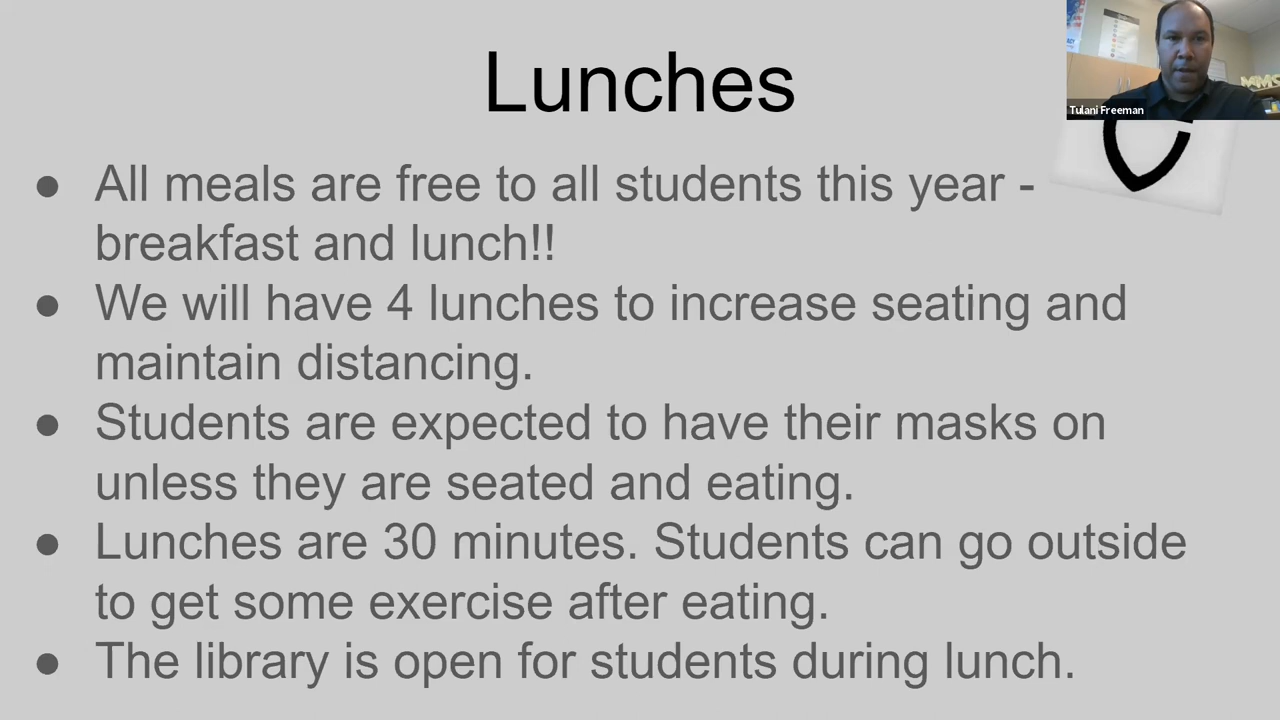 Lunches
Tulani Freeman
● All meals are free to all students this year -
breakfast and lunch!!
● We will have 4 lunches to increase seating and
maintain distancing.
● Students are expected to have their masks on
unless they are seated and eating.
● Lunches are 30 minutes. Students can go outside
to get some exercise after eating.
● The library is open for students during lunch.